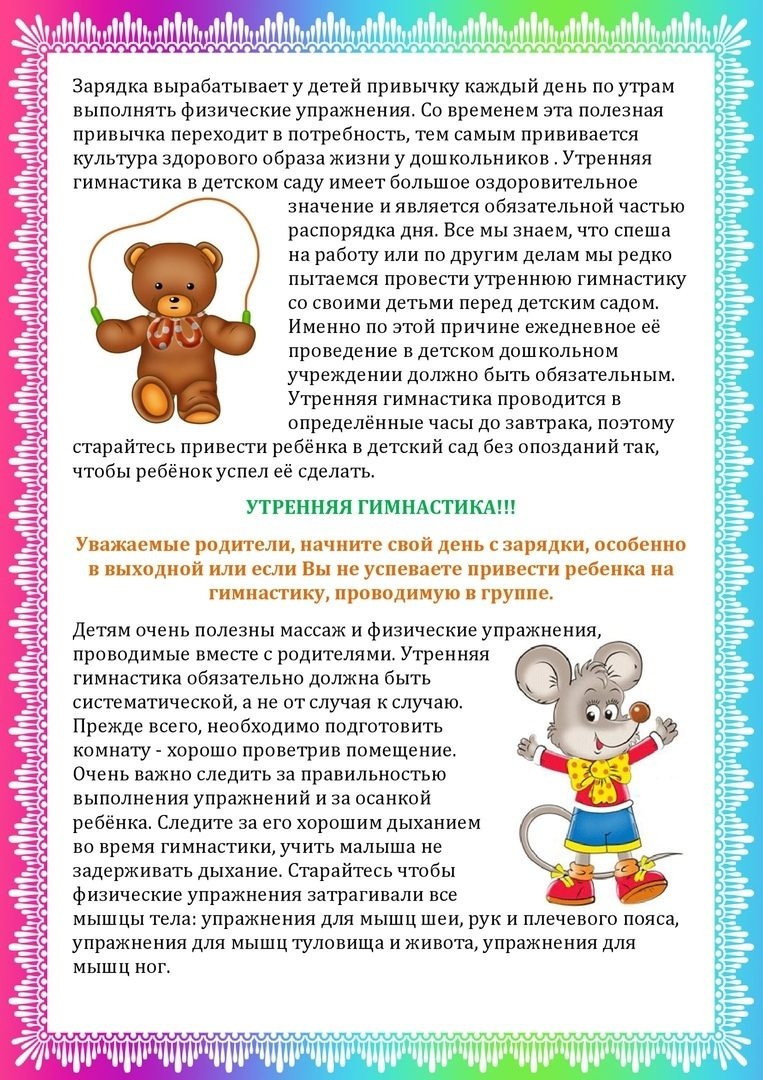 Зарядка вырабатывает у детей привычку каждый день по утрам
выполнять физические упражнения. Со временем эта полезная
привычка переходит в потребность, тем самым прививается
культура здорового образа жизни у дошкольников . Утренняя
гимнастика в детском саду имеет большое оздоровительное
значение и является обязательной частью
распорядка дня. Все мы знаем, что спеша
на работу или по другим делам мы редко
пытаемся провести утреннюю гимнастику
со своими детьми перед детским садом.
Именно по этой причине ежедневное её
проведение в детском дошкольном
учреждении должно быть обязательным.
Утренняя гимнастика проводится в
определённые часы до завтрака, поэтому
старайтесь привести ребёнка в детский сад без опозданий так,
чтобы ребёнок успел её сделать.
УТРЕННЯЯ ГИМНАСТИКА!!!
Уважаемые родители, начните свой день с зарядки, особенно
в выходной или если Вы не успеваете привести ребенка на
гимнастику, проводимую в группе.
Детям очень полезны массаж и физические упражнения,
проводимые вместе с родителями. Утренняя
гимнастика обязательно должна быть
систематической, а не от случая к случаю.
Прежде всего, необходимо подготовить
комнату - хорошо проветрив помещение.
Очень важно следить за правильностью
выполнения упражнений и за осанкой
ребёнка. Следите за его хорошим дыханием
во время гимнастики, учить малыша не
задерживать дыхание. Старайтесь чтобы
физические упражнения затрагивали все
мышцы тела: упражнения для мышц шеи, рук и плечевого пояса,
упражнения для мышц туловища и живота, упражнения для
мышц ног.